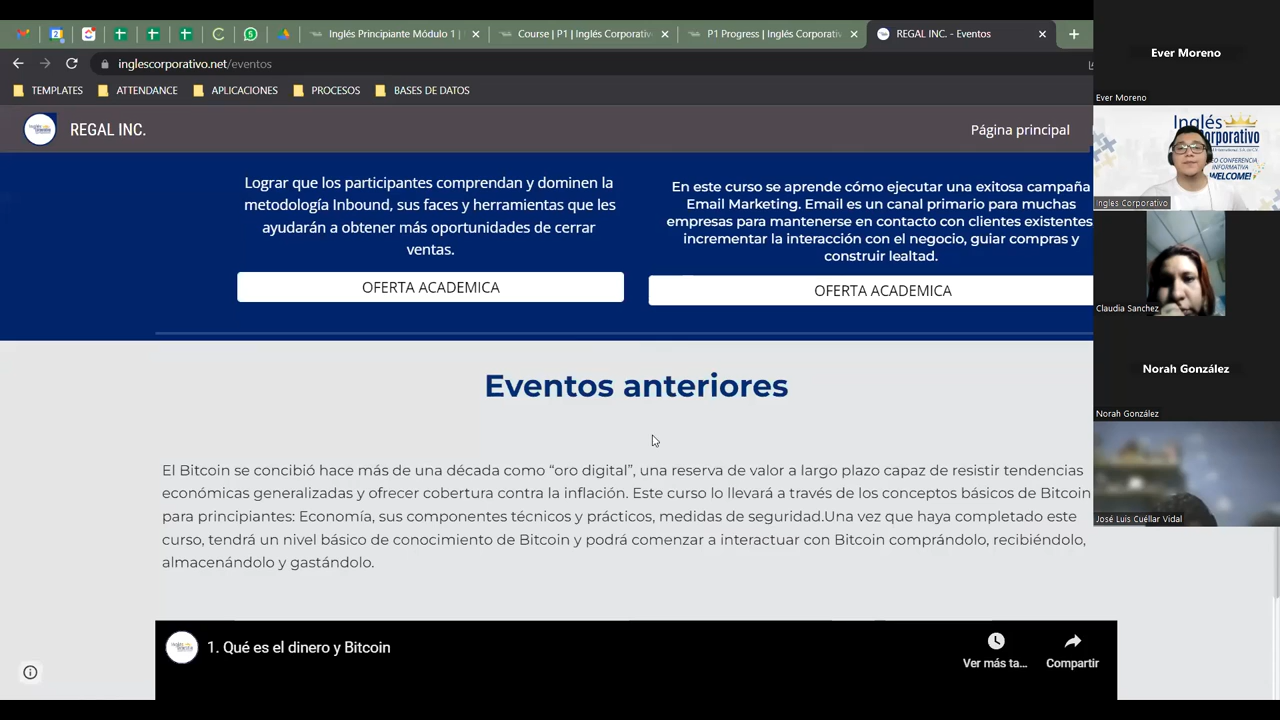 Inglés Principiante Módulo 1 |
Course | P1 | Inglés Corporativo
P1 Progress | Inglés Corporativ
REGAL INC. - Eventos
inglescorporativo.net/eventos
TEMPLATES
ATTENDANCE
APLICACIONES
PROCESOS
BASES DE DATOS
REGAL INC.
Página principal
Lograr que los participantes comprendan y dominen la
metodología Inbound, sus faces y herramientas que les
ayudarán a obtener más oportunidades de cerrar
ventas.
OFERTA ACADEMICA
En este curso se aprende cómo ejecutar una exitosa campaña
Email Marketing. Email es un canal primario para muchas
empresas para mantenerse en contacto con clientes existentes
incrementar la interacción con el negocio, guiar compras y
construir lealtad.
OFERTA ACADEMICA
Eventos anteriores
El Bitcoin se concibió hace más de una década como “oro digital”, una reserva de valor a largo plazo capaz de resistir tendencias
económicas generalizadas y ofrecer cobertura contra la inflación. Este curso lo llevará a través de los conceptos básicos de Bitcoin
para principiantes: Economía, sus componentes técnicos y prácticos, medidas de seguridad.Una vez que haya completado este
curso, tendrá un nivel básico de conocimiento de Bitcoin y podrá comenzar a interactuar con Bitcoin comprándolo, recibiéndolo,
almacenándolo y gastándolo.
1. Qué es el dinero y Bitcoin
Ver más ta...
Compartir
Ever Moreno
Ever Moreno
Inglés
WELCOME!
Ingles Corporativo
Claudia Sanchez
Norah González
Norah González
José Luis Cuéllar Vidal